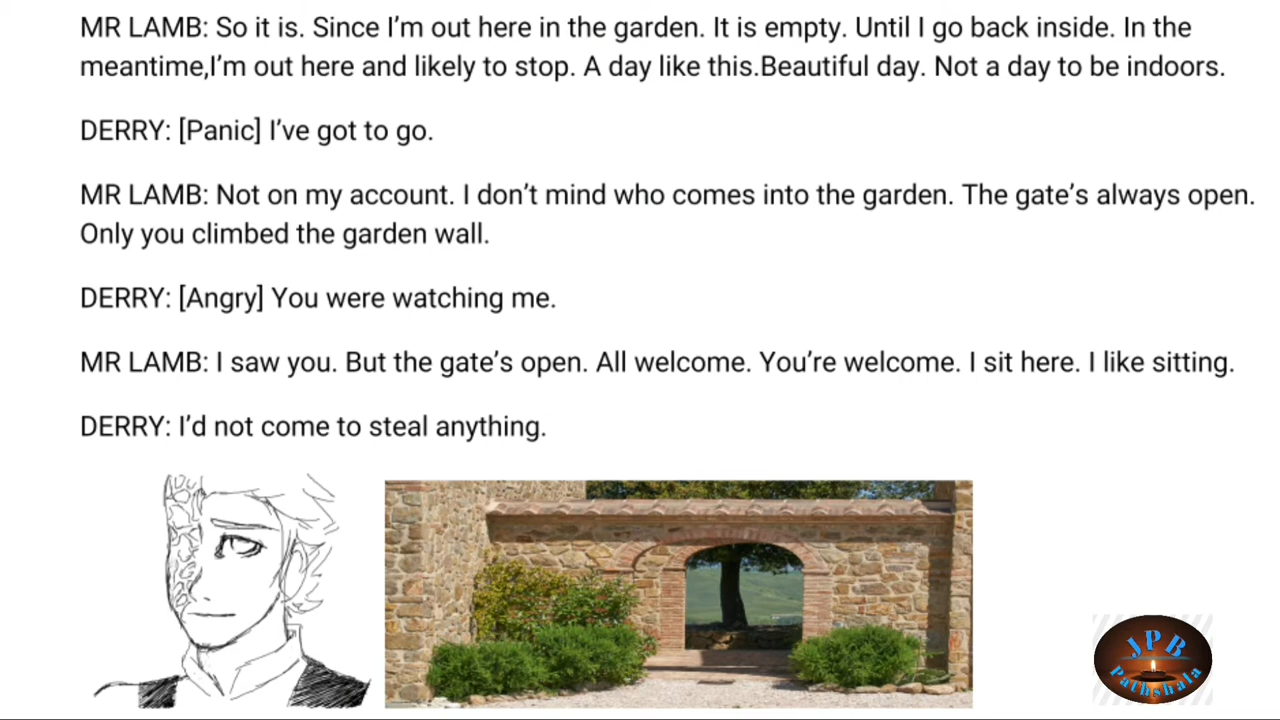 MR LAMB: So it is. Since I’m out here in the garden. It is empty. Until I go back inside. In the
meantime,I’m out here and likely to stop. A day like this.Beautiful day. Not a day to be indoors.
DERRY: [Panic] I’ve got to go.
MR LAMB: Not on my account. I don’t mind who comes into the garden. The gate’s always open.
Only you climbed the garden wall.
DERRY: [Angry] You were watching me.
MR LAMB: I saw you. But the gate’s open. All welcome. You’re welcome. I sit here. I like sitting.
DERRY: I’d not come to steal anything.
JPB
Pathshala